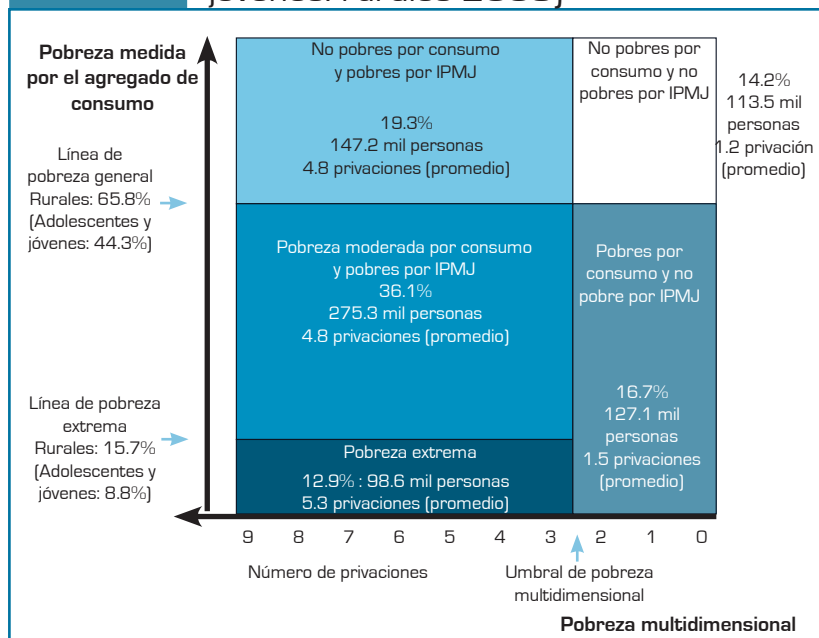 jóvenes rurales 2009)
Pobreza medida
por el agregado de
consumo
Línea de
pobreza general
Rurales: 65.8%
(Adolescentes y
jóvenes: 44.3%)
Línea de pobreza
extrema
Rurales: 15.7%
(Adolescentes y
jóvenes: 8.8%)
No pobres por consumo
y pobres por IPMJ
19.3%
147.2 mil personas
4.8 privaciones (promedio)
No pobres por
consumo y no
pobres por IPMJ
14.2%
113.5 mil
personas
1.2 privación
(promedio)
Pobreza moderada por consumo
y pobres por IPMJ
36.1%
275.3 mil personas
4.8 privaciones (promedio)
Pobres por
consumo y no
pobre por IPMJ
16.7%
127.1 mil
personas
1.5 privaciones
(promedio)
Pobreza extrema
12.9% : 98.6 mil personas
5.3 privaciones (promedio)
9 8 7 6 5 4 3 2 1 0
Número de privaciones
Umbral de pobreza
multidimensional
Pobreza multidimensional